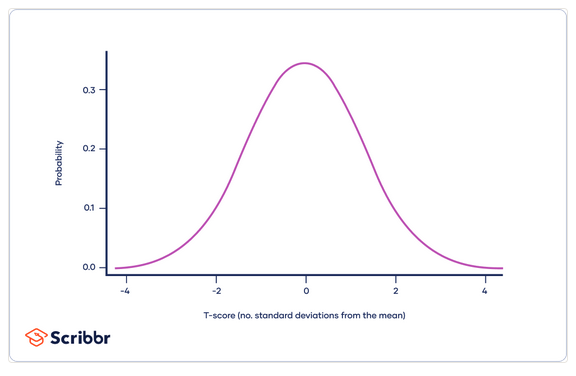 0.3
0.2
0.1
0.0
Probability
-4 -2 0 2 4
T-score (no. standard deviations from the mean)
Scribbr